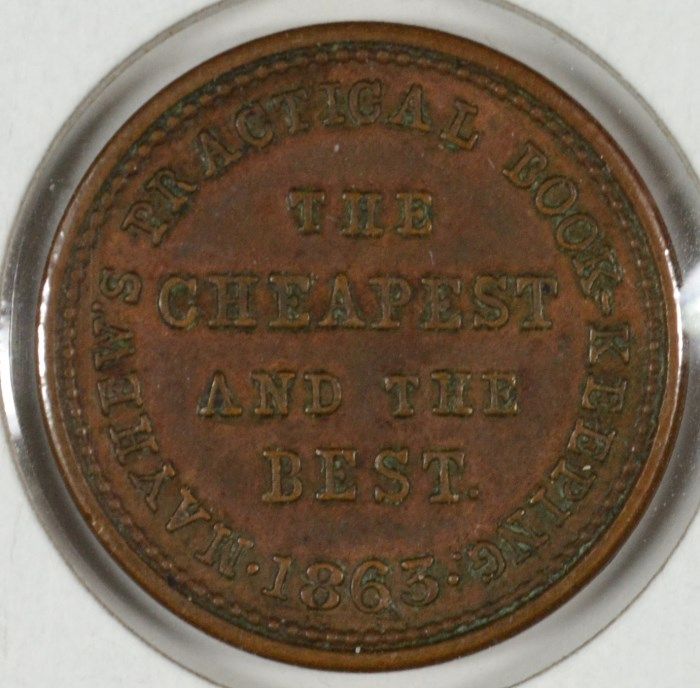 MAYHEW'S PRACTICAL BOOK-KEEPING
THE
CHEAPEST
AND THE
BEST.
· 1863 ·